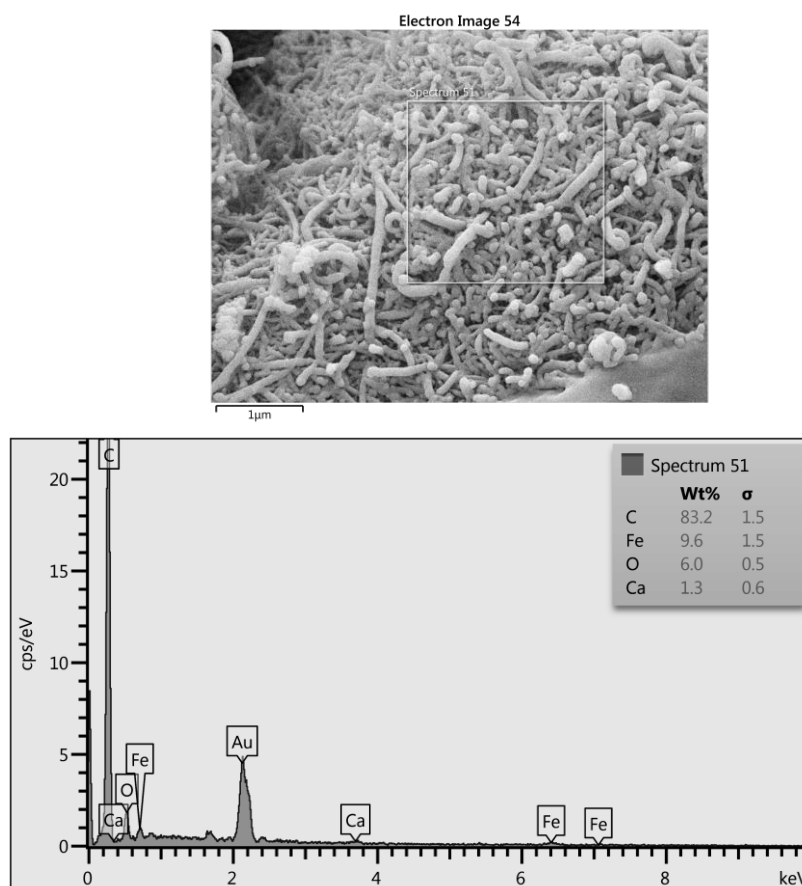 Electron Image 54
Spectrum 51
1µm
20
15
10
5
0
cps/eV
C
Ca
O
Fe
Au
Ca
Fe
Fe
0
2
4
6
8
keV
Spectrum 51
Wt% σ
C 83.2 1.5
Fe 9.6 1.5
O 6.0 0.5
Ca 1.3 0.6